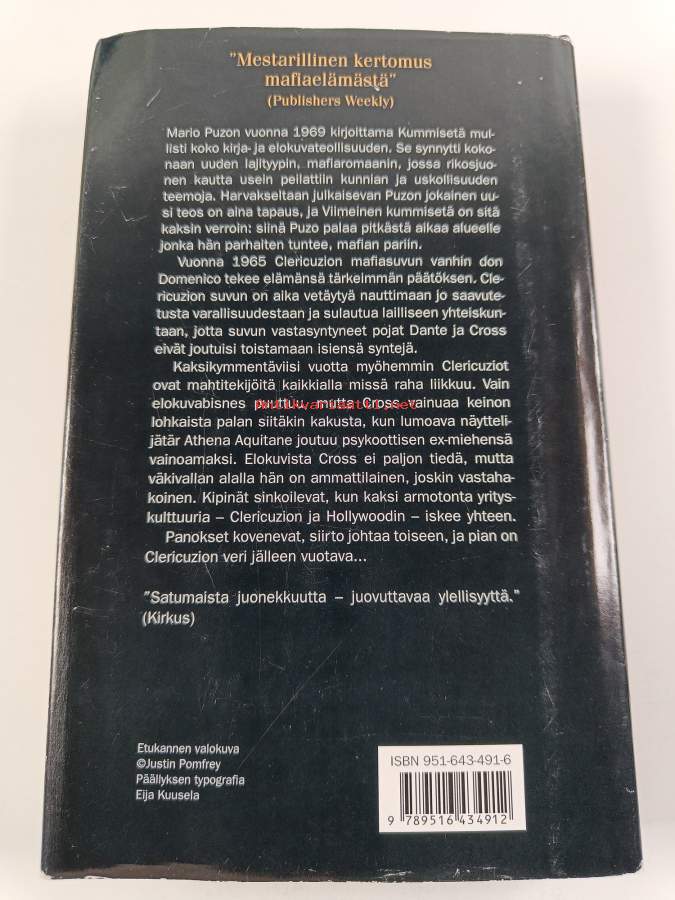 "Mestarillinen kertomus
mafiaelämästä"
(Publishers Weekly)
Mario Puzon vuonna 1969 kirjoittama Kummisetä mul-
listi koko kirja- ja elokuvateollisuuden. Se synnytti koko-
naan uuden lajityypin, mafiaromaanin, jossa rikosjuo-
nen kautta usein peilattiin kunnian ja uskollisuuden
teemoja. Harvakseltaan julkaisevan Puzon jokainen uu-
si teos on aina tapaus, ja Viimeinen kummisetä on sitä
kaksin verroin: siinä Puzo palaa pitkästä aikaa alueelle
jonka hän parhaiten tuntee, mafian pariin.
Vuonna 1965 Clericuzion mafiasuvun vanhin don
Domenico tekee elämänsä tärkeimmän päätöksen. Cle-
ricuzion suvun on aika vetäytyä nauttimaan jo saavute-
tusta varallisuudestaan ja sulautua lailliseen yhteiskun-
taan, jotta suvun vastasyntyneet pojat Dante ja Cross
eivät joutuisi toistamaan isiensä syntejä.
Kaksikymmentäviisi vuotta myöhemmin Clericuziot
ovat mahtitekijöitä kaikkialla missä raha liikkuu. Vain
elokuvabisnes puuttuu, mutta Cross vainuaa keinon
lohkaista palan siitäkin kakusta, kun lumoava näytteli-
jätär Athena Aquitane joutuu psykoottisen ex-miehensä
vainoamaksi. Elokuvista Cross ei paljon tiedä, mutta
väkivallan alalla hän on ammattilainen, joskin vastaha-
koinen. Kipinät sinkoilevat, kun kaksi armotonta yritys-
kulttuuria – Clericuzion ja Hollywoodin – iskee yhteen.
Panokset kovenevat, siirto johtaa toiseen, ja pian on
Clericuzion veri jälleen vuotava...
"Satumaista juonekkuutta – juovuttavaa ylellisyyttä."
(Kirkus)
Etukannen valokuva
©Justin Pomfrey
Päällyksen typografia
Eija Kuusela
ISBN 951-643-491-6
9 789516 434912